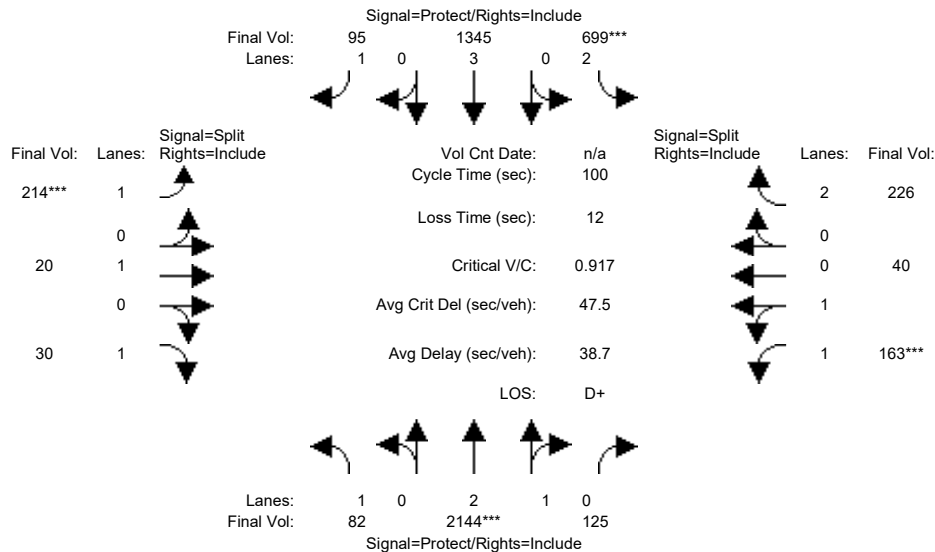 Signal=Protect/Rights=Include
Final Vol: 95 1345 699***
Lanes: 1 0 3 0 2
Signal=Split
Rights=Include
Final Vol: Lanes:
Vol Cnt Date: n/a
Signal=Split
Rights=Include
Lanes: Final Vol:
Cycle Time (sec): 100
214*** 1
2 226
Loss Time (sec): 12
0
0
20 1
Critical V/C: 0.917
0 40
0
Avg Crit Del (sec/veh): 47.5
1
30 1
Avg Delay (sec/veh): 38.7
1 163***
LOS: D+
Lanes: 1 0 2 1 0
Final Vol: 82 2144*** 125
Signal=Protect/Rights=Include